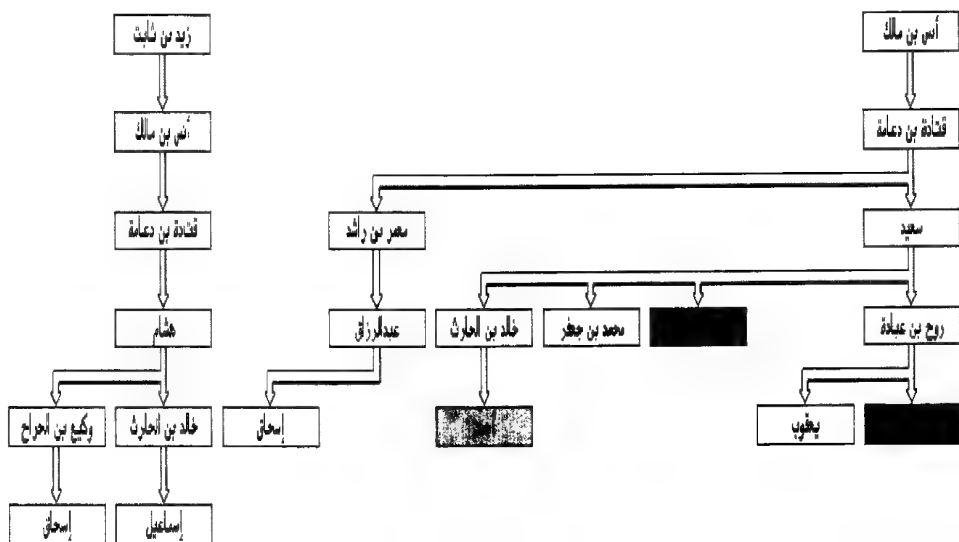 أنس بن مالك
زيد بن ثابت
قتادة بن دعامة
أنس بن مالك
سعيد
معمر بن راشد
قتادة بن دعامة
روح بن عبادة
محمد بن جعفر
خالد بن الحارث
عبدالرزاق
هشام
يعقوب
إسحاق
خالد بن الحارث
وكيع بن الجراح
إسماعيل
إسحاق